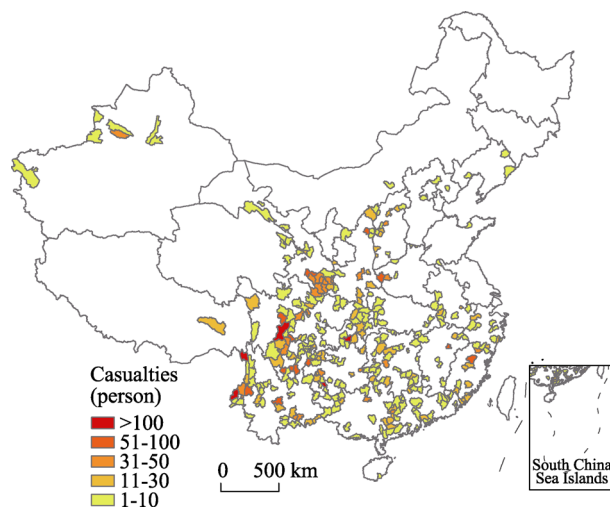 Casualties
(person)
>100
51-100
31-50
11-30
1-10
0 500 km
South China
Sea Islands